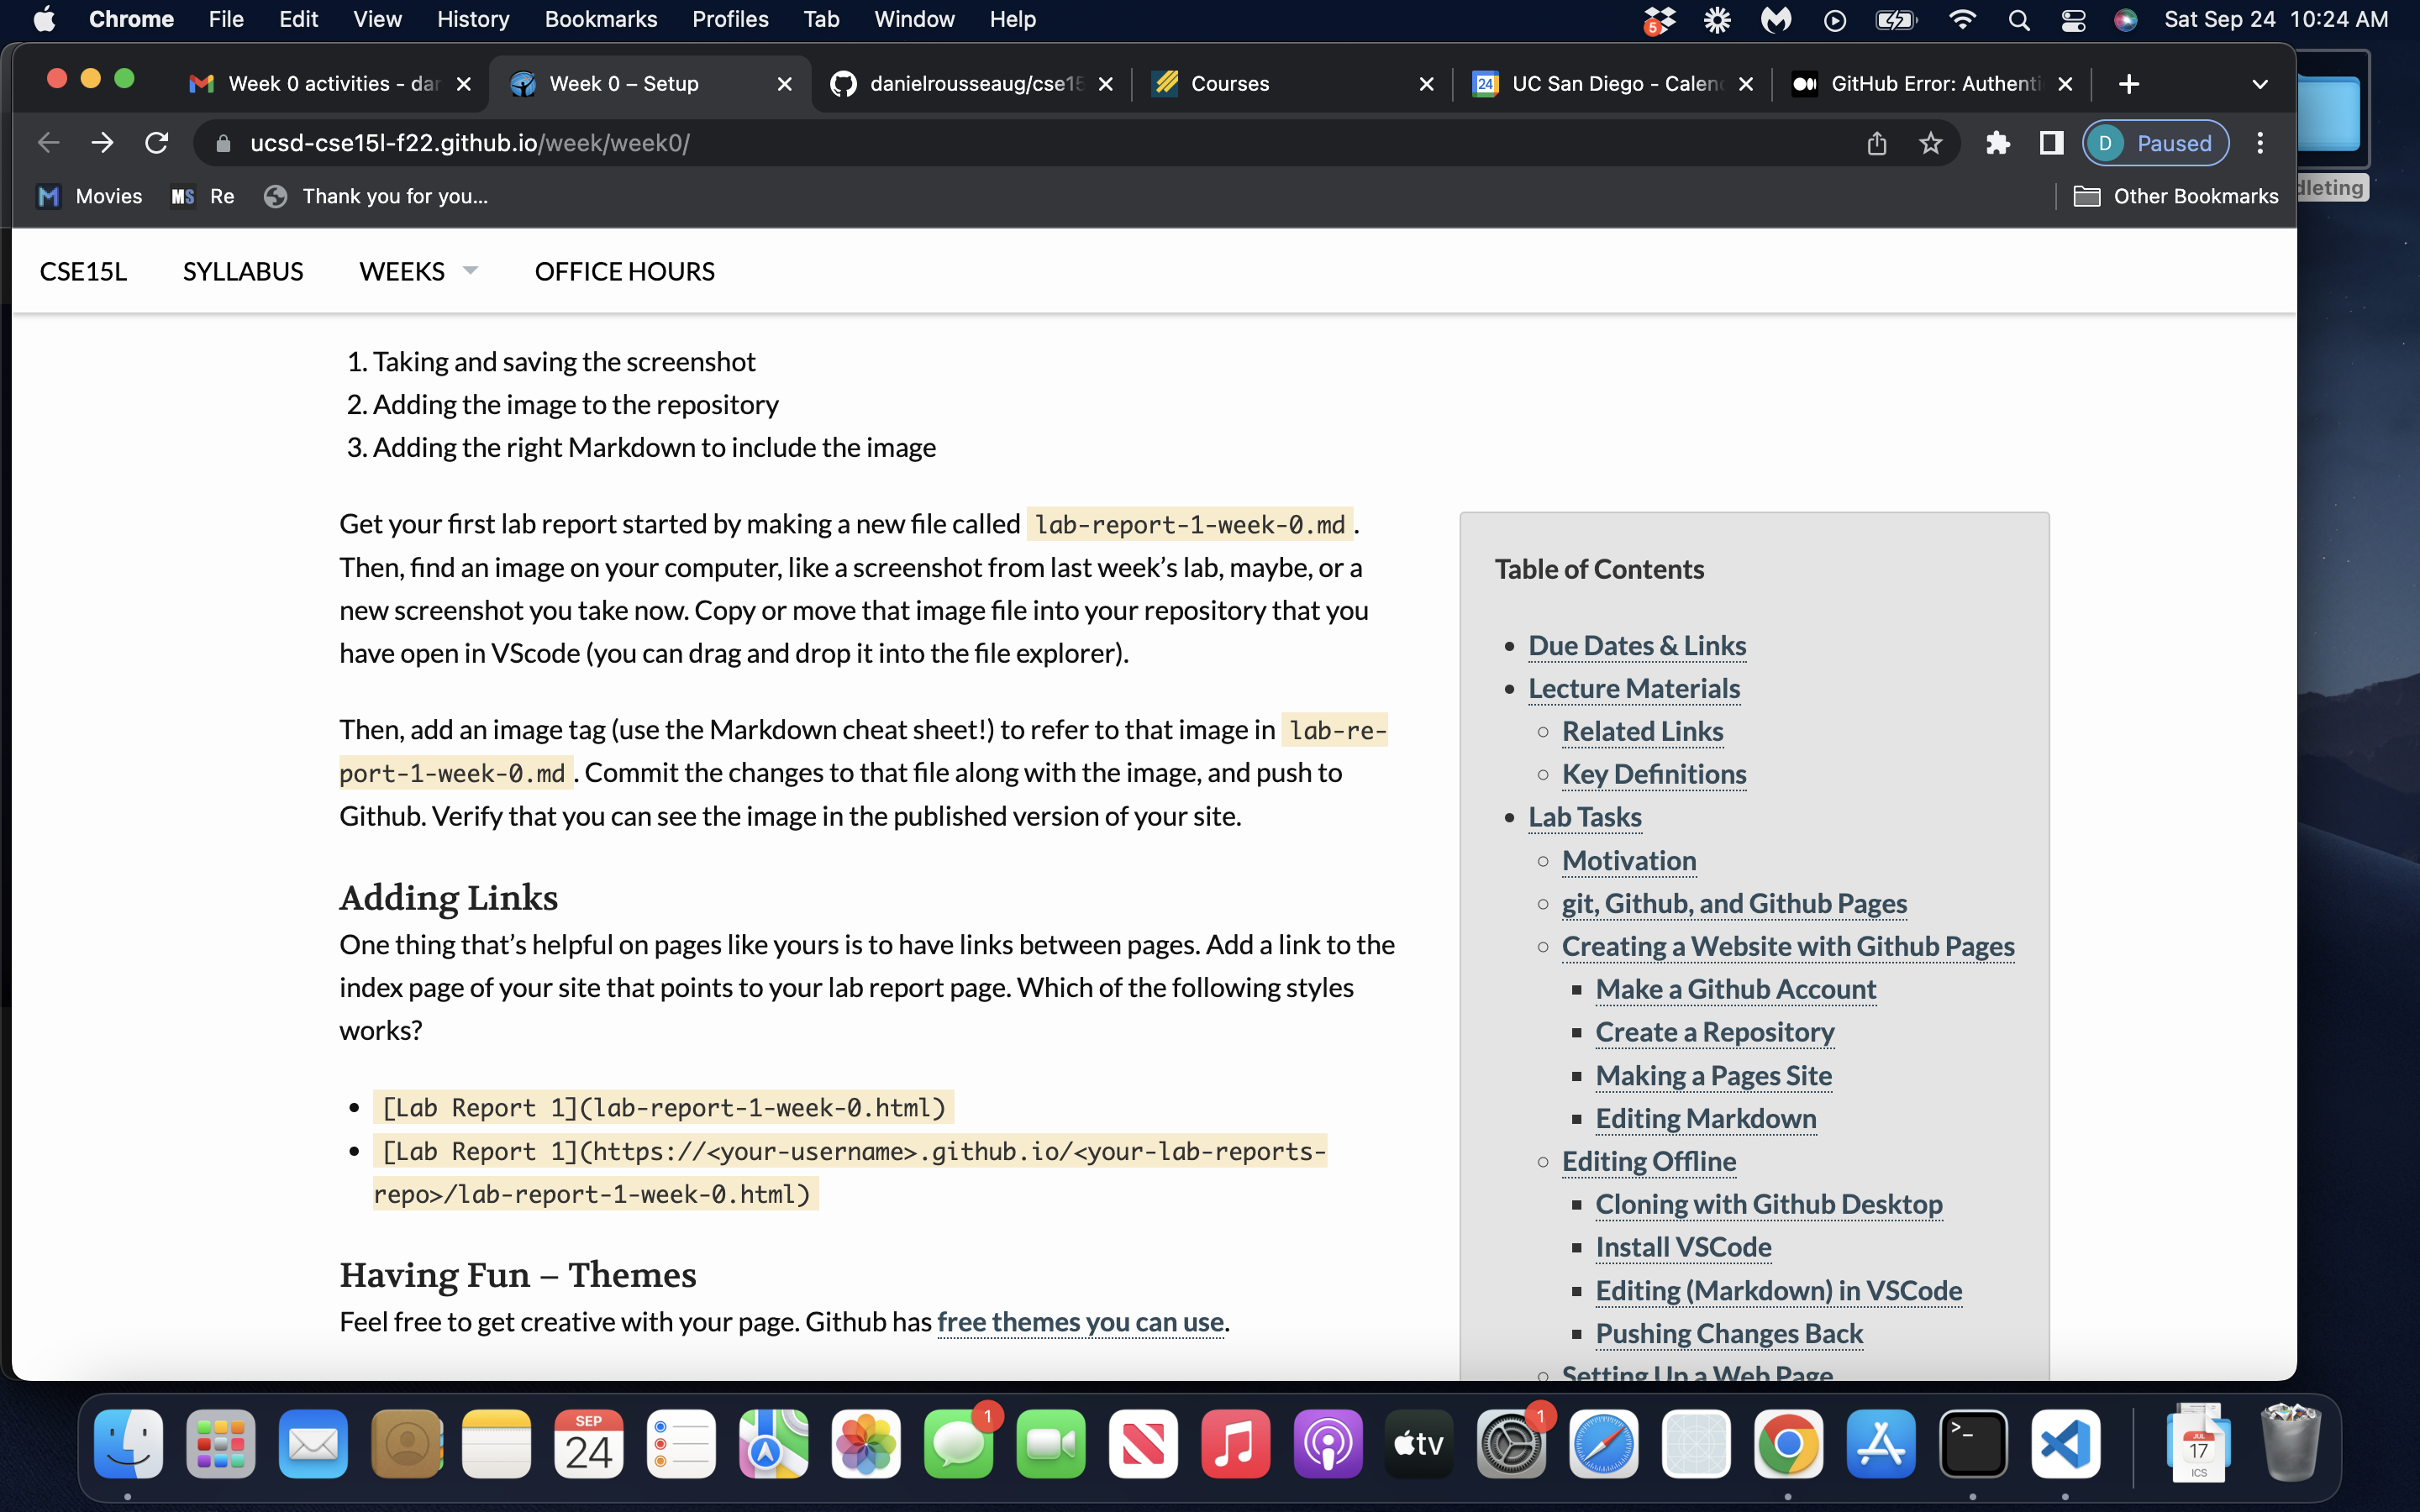 Chrome File Edit View History Bookmarks Profiles Tab Window Help 5 Sat Sep 24 10:24 AM
Week 0 activities - dan Week 0 – Setup danielrousseaug/cse15 Courses 24 UC San Diego - Calen GitHub Error: Authenti
ucsd-cse15l-f22.github.io/week/week0/ D Paused
Movies MS Re Thank you for you... Other Bookmarks
dleting
CSE15L SYLLABUS WEEKS OFFICE HOURS
1. Taking and saving the screenshot
2. Adding the image to the repository
3. Adding the right Markdown to include the image
Get your first lab report started by making a new file called lab-report-1-week-0.md.
Then, find an image on your computer, like a screenshot from last week’s lab, maybe, or a
new screenshot you take now. Copy or move that image file into your repository that you
have open in VScode (you can drag and drop it into the file explorer).
Then, add an image tag (use the Markdown cheat sheet!) to refer to that image in lab-re-
port-1-week-0.md. Commit the changes to that file along with the image, and push to
Github. Verify that you can see the image in the published version of your site.
Adding Links
One thing that’s helpful on pages like yours is to have links between pages. Add a link to the
index page of your site that points to your lab report page. Which of the following styles
works?
• [Lab Report 1](lab-report-1-week-0.html)
• [Lab Report 1](https://<your-username>.github.io/<your-lab-reports-
repo>/lab-report-1-week-0.html)
Having Fun – Themes
Feel free to get creative with your page. Github has free themes you can use.
Table of Contents
Due Dates & Links
Lecture Materials
Related Links
Key Definitions
Lab Tasks
Motivation
git, Github, and Github Pages
Creating a Website with Github Pages
Make a Github Account
Create a Repository
Making a Pages Site
Editing Markdown
Editing Offline
Cloning with Github Desktop
Install VSCode
Editing (Markdown) in VSCode
Pushing Changes Back
Setting Up a Web Page
SEP
24
1
tv
1
JUL
17
ICS